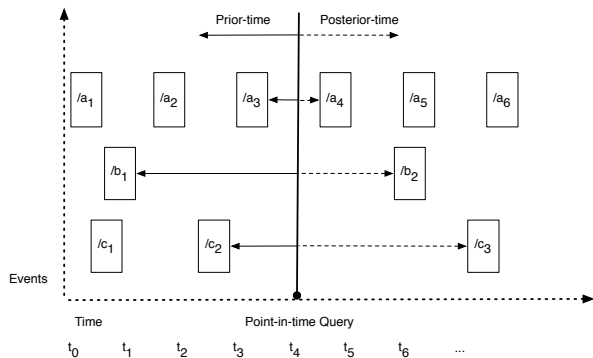 Prior-time Posterior-time
/a1 /a2 /a3 /a4 /a5 /a6
/b1 /b2
/c1 /c2 /c3
Events
Time Point-in-time Query
t0 t1 t2 t3 t4 t5 t6 ...